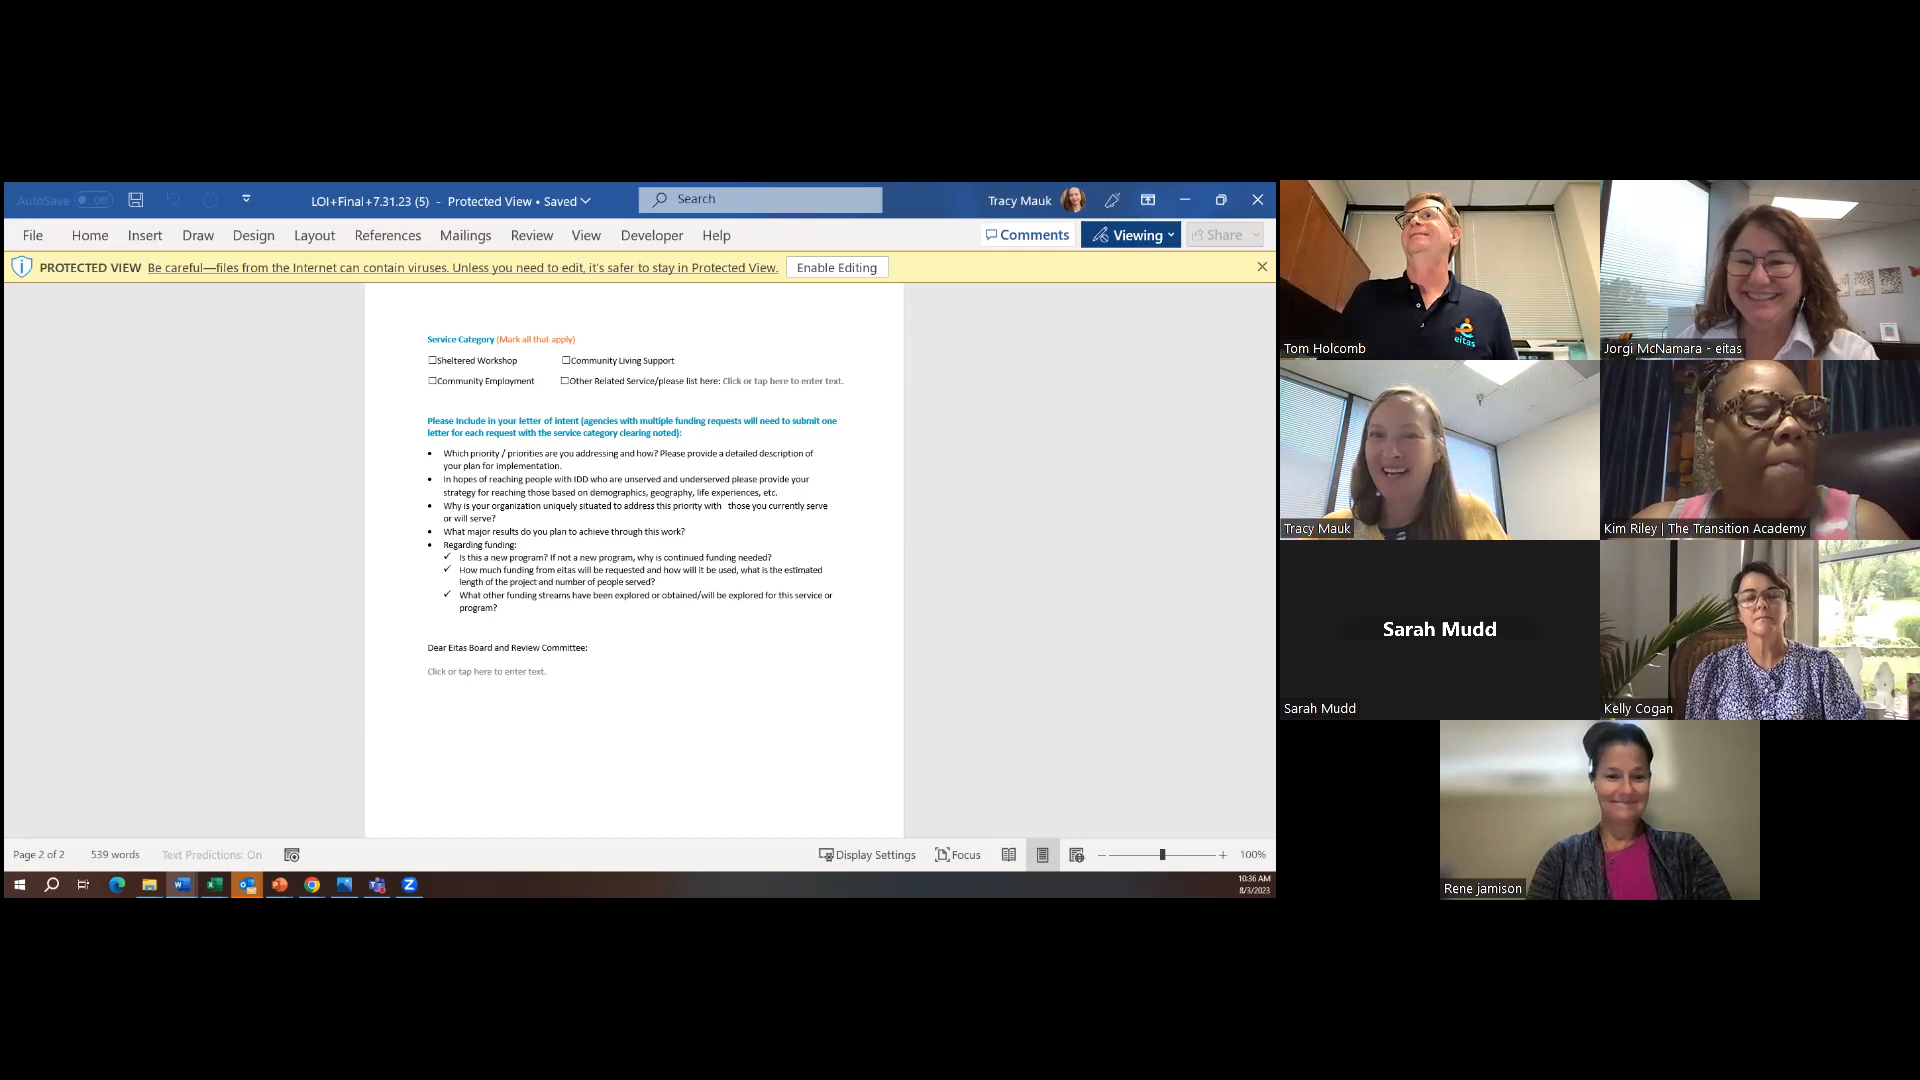 AutoSave Off
LOI+Final+7.31.23 (5) - Protected View • Saved
Search
Tracy Mauk
File Home Insert Draw Design Layout References Mailings Review View Developer Help
Comments Viewing Share
PROTECTED VIEW Be careful—files from the Internet can contain viruses. Unless you need to edit, it's safer to stay in Protected View. Enable Editing
Service Category (Mark all that apply)
☐Sheltered Workshop ☐Community Living Support
☐Community Employment ☐Other Related Service/please list here: Click or tap here to enter text.
Please Include in your letter of intent (agencies with multiple funding requests will need to submit one
letter for each request with the service category clearing noted):
• Which priority / priorities are you addressing and how? Please provide a detailed description of
your plan for implementation.
• In hopes of reaching people with IDD who are unserved and underserved please provide your
strategy for reaching those based on demographics, geography, life experiences, etc.
• Why is your organization uniquely situated to address this priority with those you currently serve
or will serve?
• What major results do you plan to achieve through this work?
• Regarding funding:
✓ Is this a new program? If not a new program, why is continued funding needed?
✓ How much funding from eitas will be requested and how will it be used, what is the estimated
length of the project and number of people served?
✓ What other funding streams have been explored or obtained/will be explored for this service or
program?
Dear Eitas Board and Review Committee:
Click or tap here to enter text.
Page 2 of 2 539 words Text Predictions: On
Display Settings Focus 100%
10:36 AM
8/3/2023
eitas
Tom Holcomb
Jorgi McNamara - eitas
Tracy Mauk
Kim Riley | The Transition Academy
Sarah Mudd
Sarah Mudd
Kelly Cogan
Rene jamison